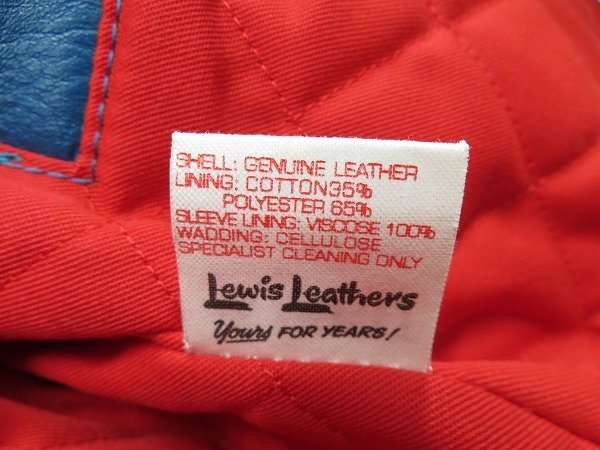 SHELL: GENUINE LEATHER
LINING: COTTON35%
POLYESTER 65%
SLEEVE LINING: VISCOSE 100%
WADDING: CELLULOSE
SPECIALIST CLEANING ONLY
Lewis Leathers
Yours FOR YEARS!